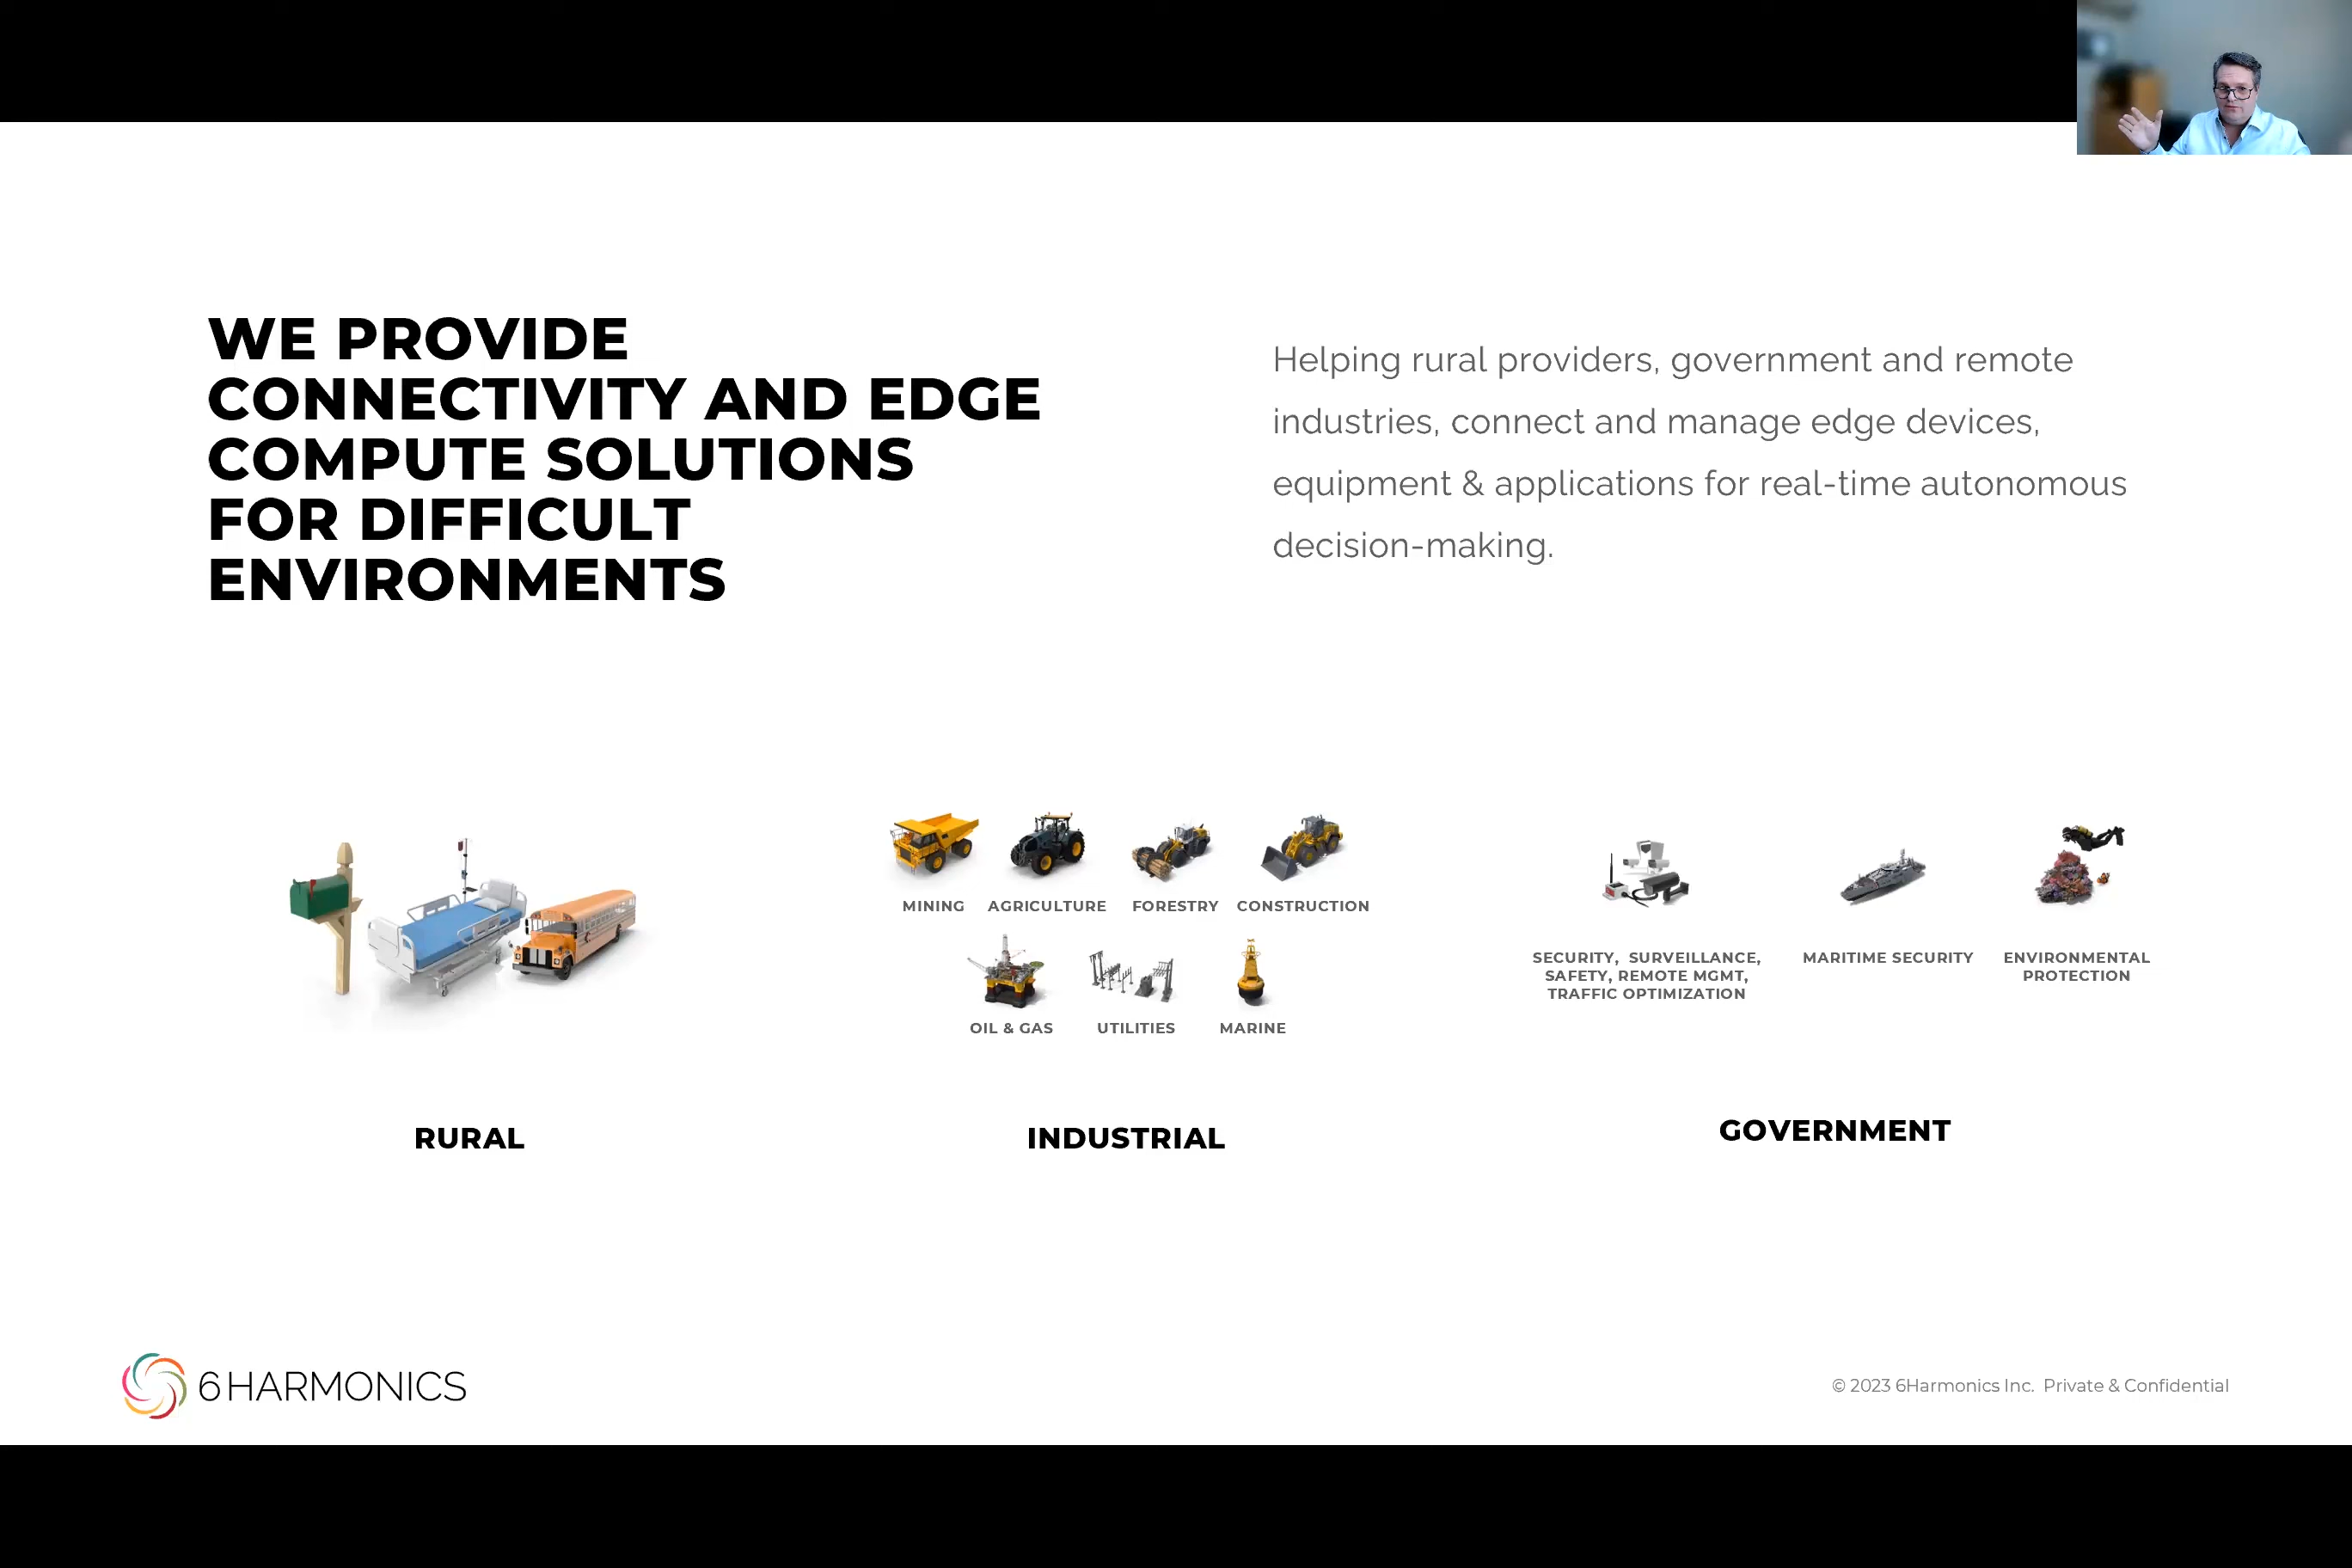 WE PROVIDE
CONNECTIVITY AND EDGE
COMPUTE SOLUTIONS
FOR DIFFICULT
ENVIRONMENTS
Helping rural providers, government and remote
industries, connect and manage edge devices,
equipment & applications for real-time autonomous
decision-making.
MINING AGRICULTURE FORESTRY CONSTRUCTION
OIL & GAS UTILITIES MARINE
SECURITY, SURVEILLANCE,
SAFETY, REMOTE MGMT,
TRAFFIC OPTIMIZATION
MARITIME SECURITY
ENVIRONMENTAL
PROTECTION
RURAL
INDUSTRIAL
GOVERNMENT
6HARMONICS
© 2023 6Harmonics Inc. Private & Confidential